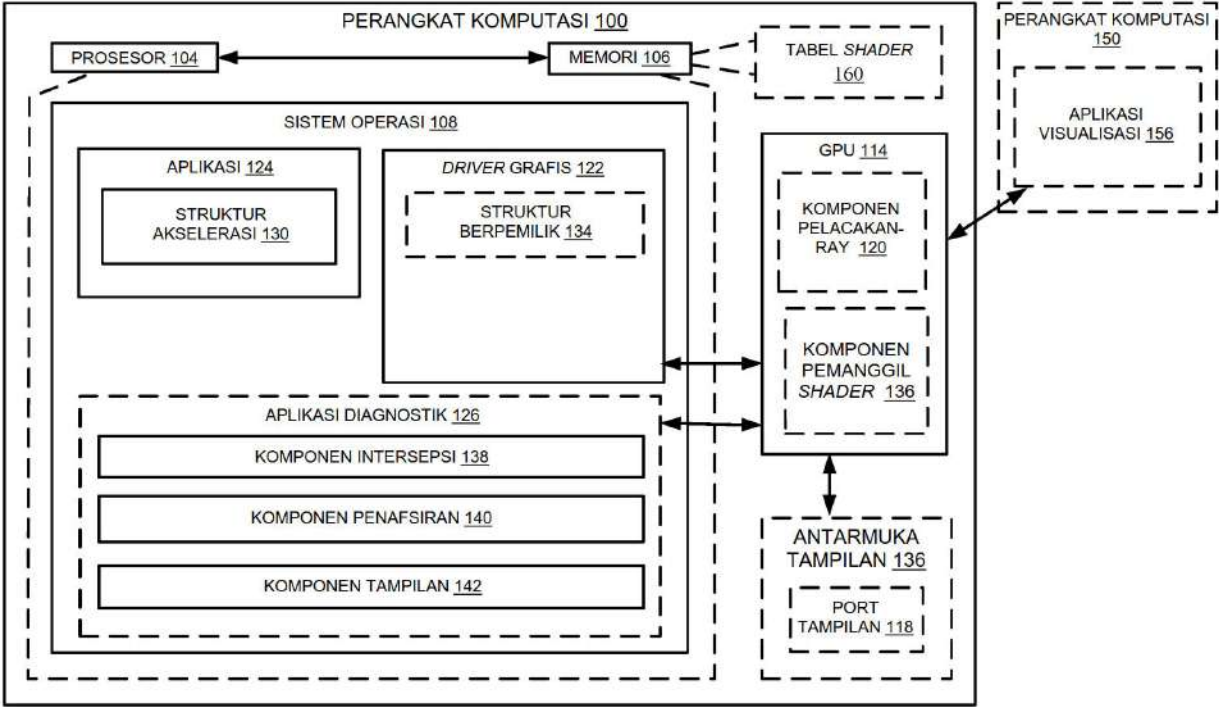 PERANGKAT KOMPUTASI 100
PROSESOR 104
MEMORI 106
TABEL SHADER
160
PERANGKAT KOMPUTASI
150
APLIKASI
VISUALISASI 156
SISTEM OPERASI 108
APLIKASI 124
STRUKTUR
AKSELERASI 130
DRIVER GRAFIS 122
STRUKTUR
BERPEMILIK 134
GPU 114
KOMPONEN
PELACAKAN-
RAY 120
KOMPONEN
PEMANGGIL
SHADER 136
APLIKASI DIAGNOSTIK 126
KOMPONEN INTERSEPSI 138
KOMPONEN PENAFSIRAN 140
KOMPONEN TAMPILAN 142
ANTARMUKA
TAMPILAN 136
PORT
TAMPILAN 118